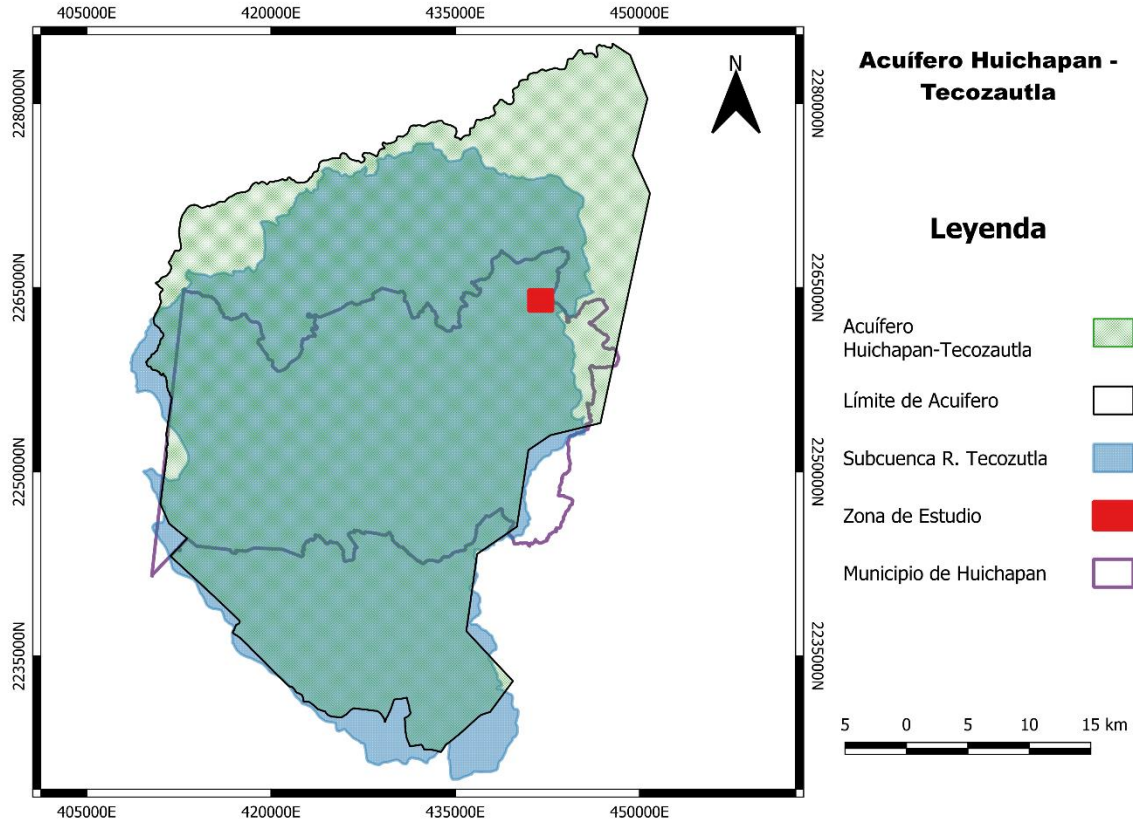 405000E 420000E 435000E 450000E
2280000N
2265000N
2250000N
2235000N
N
2280000N
2265000N
2250000N
2235000N
405000E 420000E 435000E 450000E
Acuífero Huichapan -
Tecozautla
Leyenda
Acuífero
Huichapan-Tecozautla
Límite de Acuifero
Subcuenca R. Tecozutla
Zona de Estudio
Municipio de Huichapan
5 0 5 10 15 km